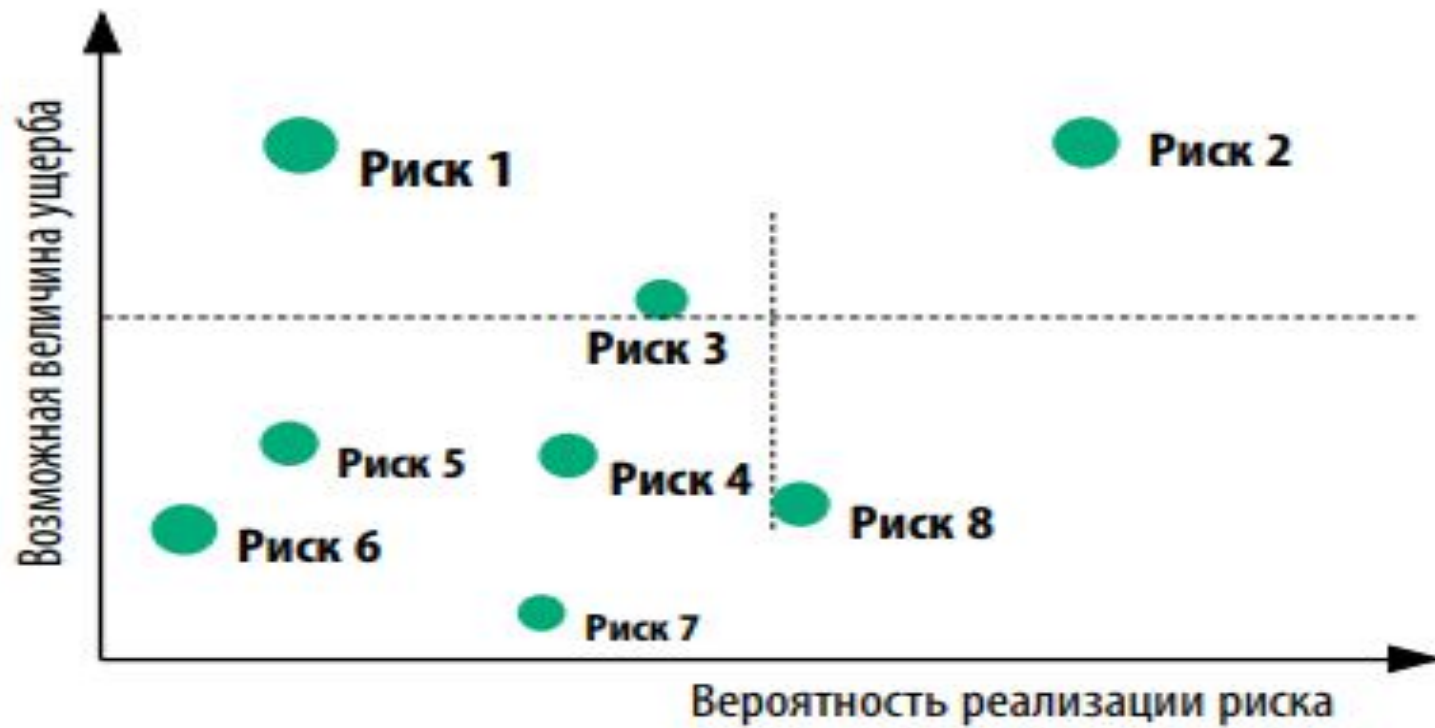 Возможная величина ущерба
Риск 1
Риск 2
Риск 3
Риск 5
Риск 4
Риск 8
Риск 6
Риск 7
Вероятность реализации риска